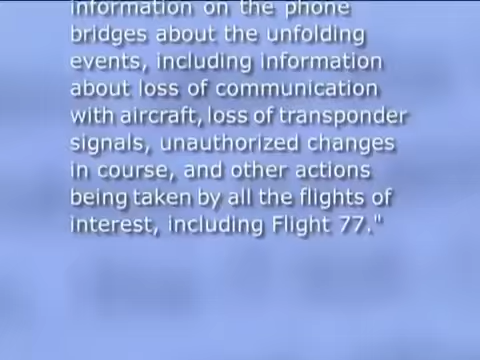 information on the phone
bridges about the unfolding
events, including information
about loss of communication
with aircraft, loss of transponder
signals, unauthorized changes
in course, and other actions
being taken by all the flights of
interest, including Flight 77."